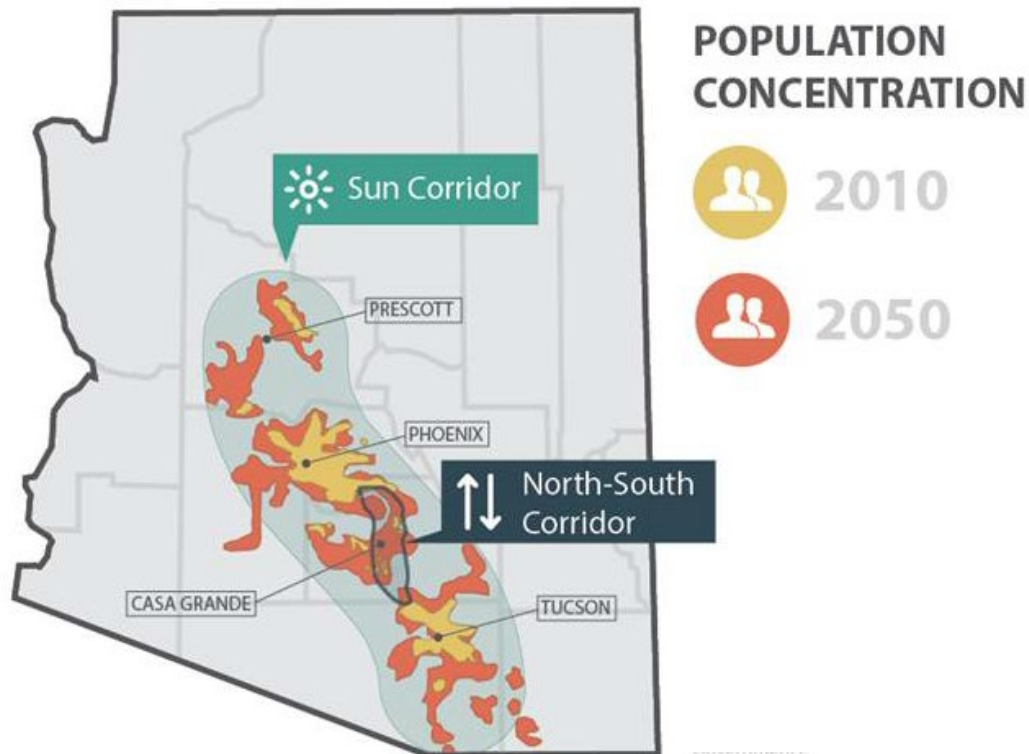 POPULATION
CONCENTRATION
2010
2050
Sun Corridor
PRESCOTT
PHOENIX
North-South
Corridor
CASA GRANDE
TUCSON